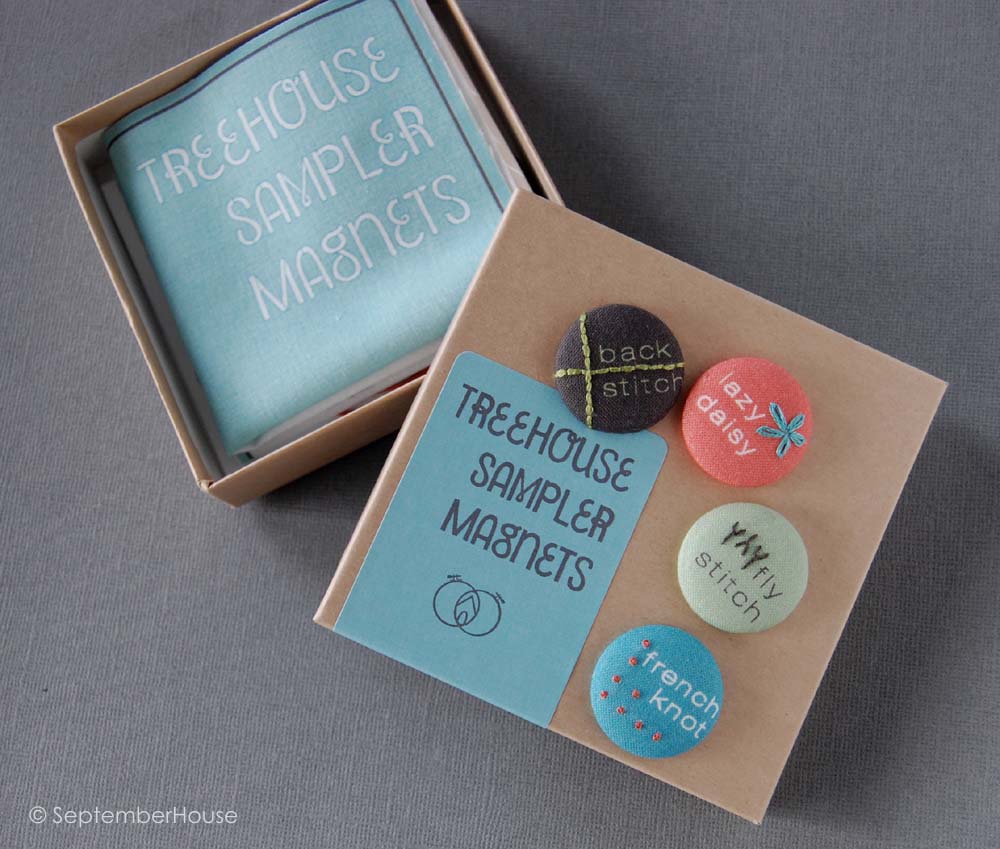 TREEHOUSE
SAMPLER
MAGNETS
TREEHOUSE
SAMPLER
MAGNETS
back
stitch
lazy
daisy
fly
stitch
french
knot
© SeptemberHouse